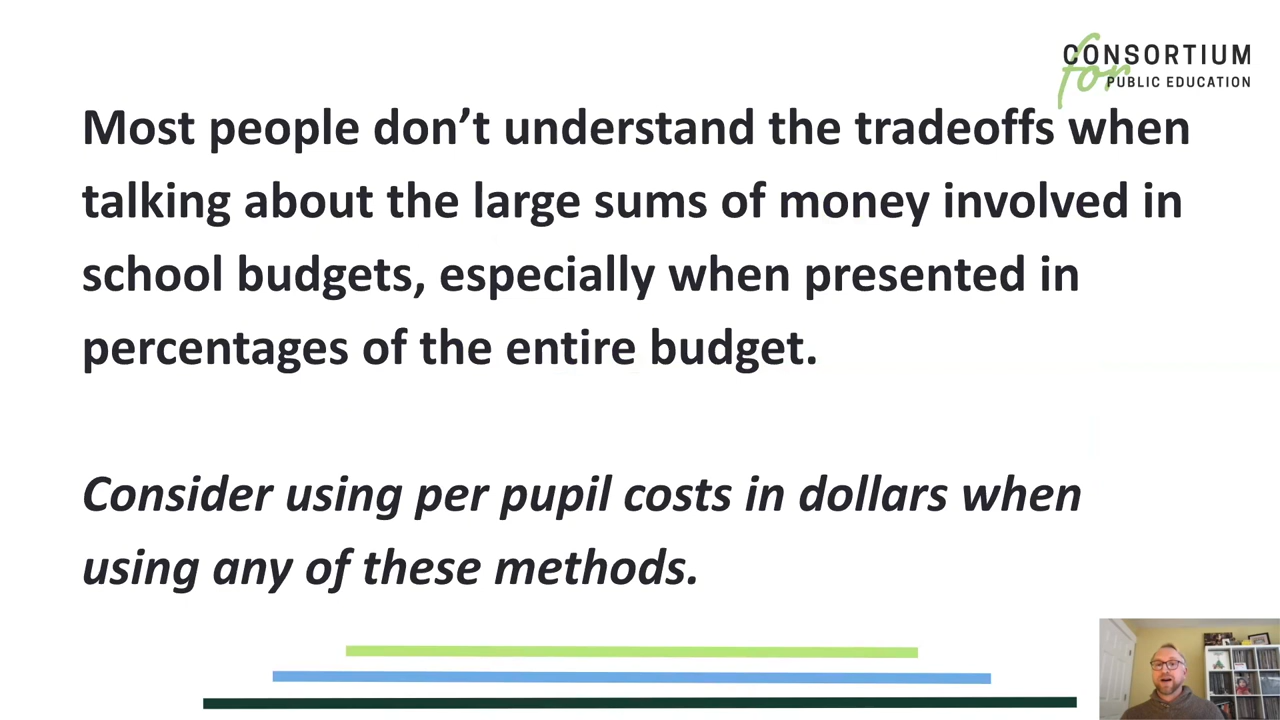 CONSORTIUM
for PUBLIC EDUCATION
Most people don’t understand the tradeoffs when
talking about the large sums of money involved in
school budgets, especially when presented in
percentages of the entire budget.
Consider using per pupil costs in dollars when
using any of these methods.